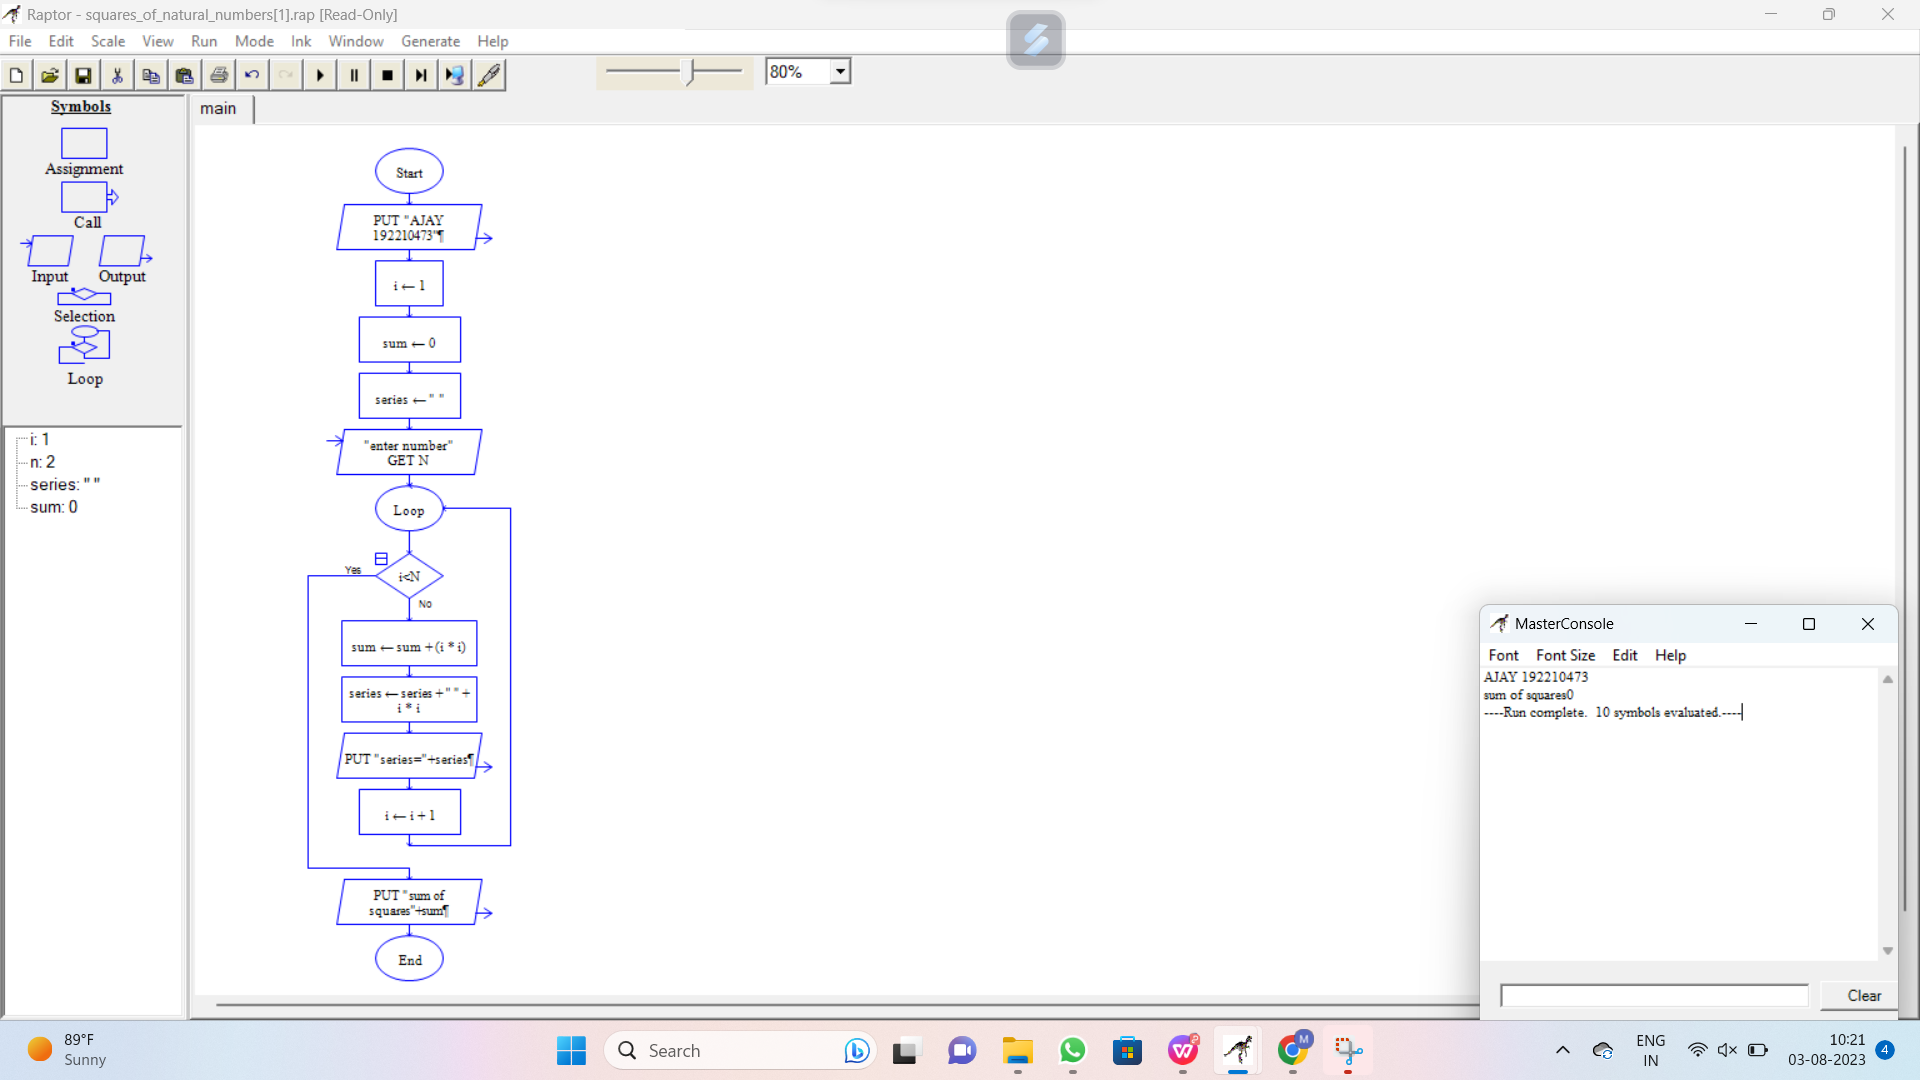 Raptor - squares_of_natural_numbers[1].rap [Read-Only]
File Edit Scale View Run Mode Ink Window Generate Help
80%
Symbols
Assignment
Call
Input Output
Selection
Loop
i: 1
n: 2
series: " "
sum: 0
main
Start
PUT "AJAY
192210473"¶
i ← 1
sum ← 0
series ← " "
"enter number"
GET N
Loop
Yes
i<N
No
sum ← sum + (i * i)
series ← series + " " +
i * i
PUT "series="+series¶
i ← i + 1
PUT "sum of
squares"+sum¶
End
MasterConsole
Font Font Size Edit Help
AJAY 192210473
sum of squares0
----Run complete. 10 symbols evaluated.----
Clear
89°F
Sunny
Search
M
ENG
IN
10:21
03-08-2023
4